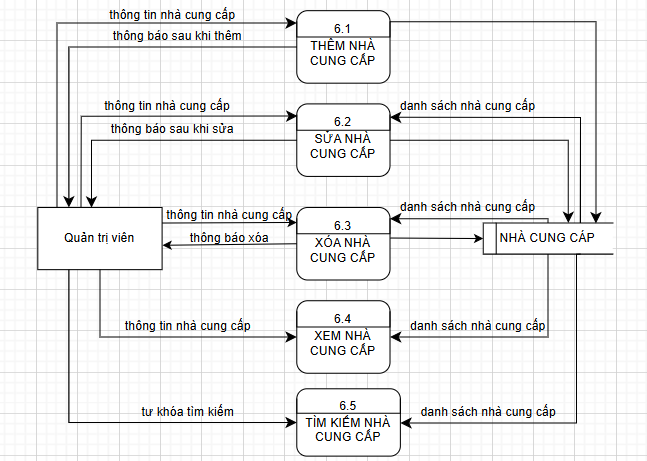 thông tin nhà cung cấp
thông báo sau khi thêm
6.1
THÊM NHÀ
CUNG CẤP
thông tin nhà cung cấp
thông báo sau khi sửa
6.2
SỬA NHÀ
CUNG CẤP
danh sách nhà cung cấp
Quản trị viên
thông tin nhà cung cấp
thông báo xóa
6.3
XÓA NHÀ
CUNG CẤP
danh sách nhà cung cấp
NHÀ CUNG CÁP
thông tin nhà cung cấp
6.4
XEM NHÀ
CUNG CẤP
danh sách nhà cung cấp
tư khóa tìm kiếm
6.5
TÌM KIẾM NHÀ
CUNG CẤP
danh sách nhà cung cấp